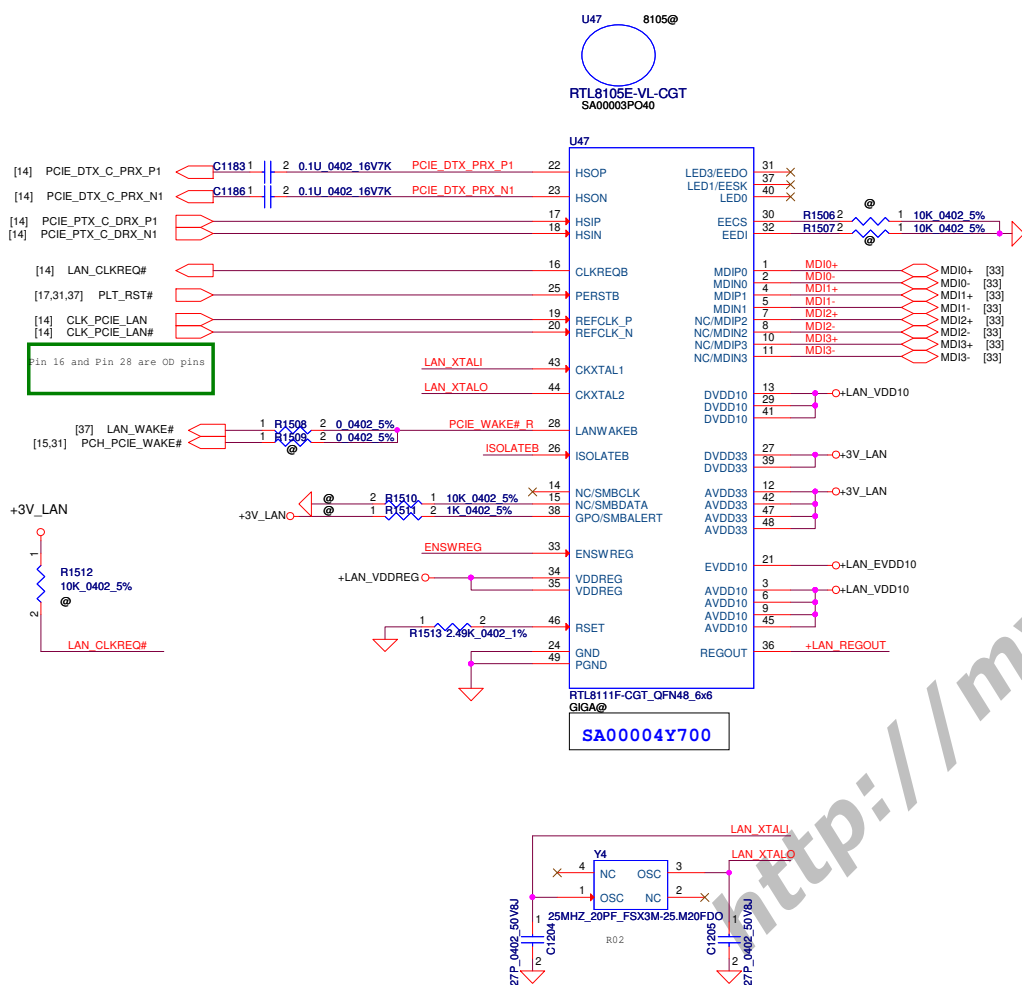 U47 8105@
RTL8105E-VL-CGT
SA00003PO40
U47
[14] PCIE_DTX_C_PRX_P1 C1183 1 2 0.1U_0402_16V7K PCIE_DTX_PRX_P1 22 HSOP
[14] PCIE_DTX_C_PRX_N1 C1186 1 2 0.1U_0402_16V7K PCIE_DTX_PRX_N1 23 HSON
[14] PCIE_PTX_C_DRX_P1 17 HSIP
[14] PCIE_PTX_C_DRX_N1 18 HSIN
[14] LAN_CLKREQ# 16 CLKREQB
[17,31,37] PLT_RST# 25 PERSTB
[14] CLK_PCIE_LAN 19 REFCLK_P
[14] CLK_PCIE_LAN# 20 REFCLK_N
Pin 16 and Pin 28 are OD pins
LAN_XTALI 43 CKXTAL1
LAN_XTALO 44 CKXTAL2
[37] LAN_WAKE# 1 R1508 2 0_0402_5% PCIE_WAKE#_R 28 LANWAKEB
[15,31] PCH_PCIE_WAKE# 1 R1509 2 0_0402_5%
@
ISOLATEB 26 ISOLATEB
14 NC/SMBCLK
@ 2 R1510 1 10K_0402_5% 15 NC/SMBDATA
+3V_LAN @ 1 R1511 2 1K_0402_5% 38 GPO/SMBALERT
ENSWREG 33 ENSWREG
+LAN_VDDREG 34 VDDREG
35 VDDREG
1 2 46 RSET
R1513 2.49K_0402_1%
24 GND
49 PGND
LED3/EEDO 31
LED1/EESK 37
LED0 40
@
EECS 30 R1506 2 1 10K_0402_5%
EEDI 32 R1507 2 1 10K_0402_5%
@
MDIP0 1 MDI0+ MDI0+ [33]
MDIN0 2 MDI0- MDI0- [33]
MDIP1 4 MDI1+ MDI1+ [33]
MDIN1 5 MDI1- MDI1- [33]
NC/MDIP2 7 MDI2+ MDI2+ [33]
NC/MDIN2 8 MDI2- MDI2- [33]
NC/MDIP3 10 MDI3+ MDI3+ [33]
NC/MDIN3 11 MDI3- MDI3- [33]
DVDD10 13 +LAN_VDD10
DVDD10 29
DVDD10 41
DVDD33 27 +3V_LAN
DVDD33 39
AVDD33 12 +3V_LAN
AVDD33 42
AVDD33 47
AVDD33 48
EVDD10 21 +LAN_EVDD10
AVDD10 3 +LAN_VDD10
AVDD10 6
AVDD10 9
AVDD10 45
REGOUT 36 +LAN_REGOUT
RTL8111F-CGT_QFN48_6x6
GIGA@
SA00004Y700
+3V_LAN
1
R1512
10K_0402_5%
@
2
LAN_CLKREQ#
LAN_XTALI
LAN_XTALO
Y4
4 NC OSC 3
1 OSC NC 2
25MHZ_20PF_FSX3M-25.M20FDO
R02
1 C1204 2 27P_0402_50V8J
1 C1205 2 27P_0402_50V8J